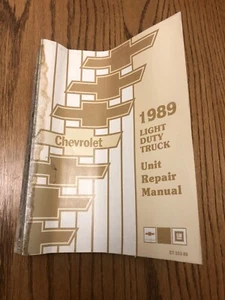 Chevrolet
1989
LIGHT
DUTY
TRUCK
Unit
Repair
Manual